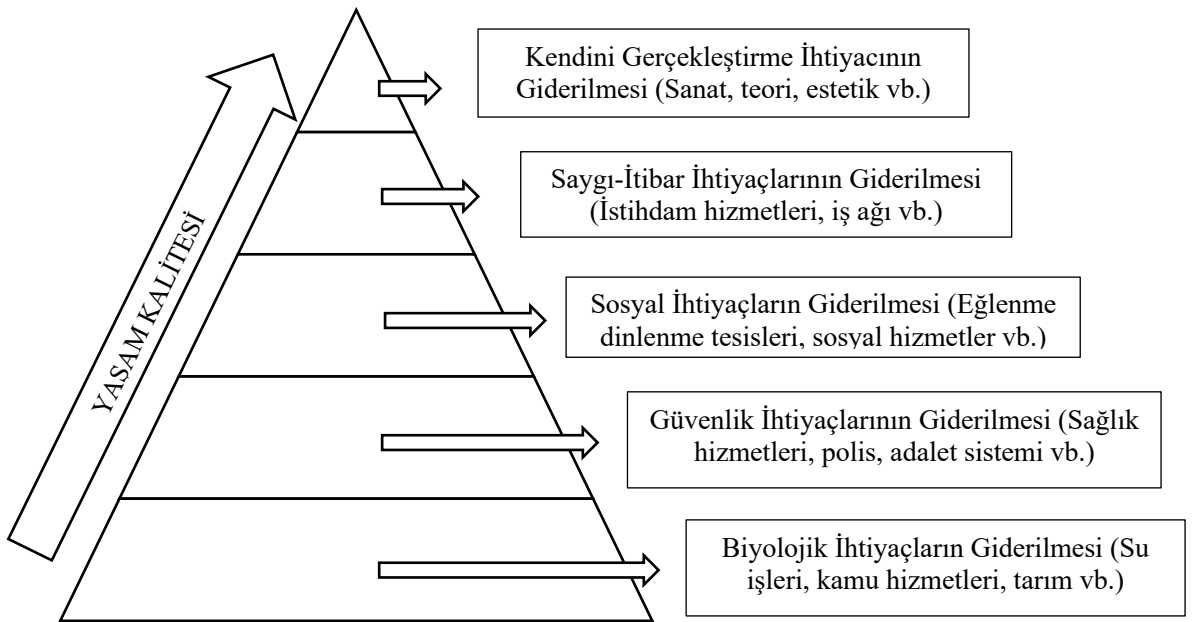 Kendini Gerçekleştirme İhtiyacının
Giderilmesi (Sanat, teori, estetik vb.)
Saygı-İtibar İhtiyaçlarının Giderilmesi
(İstihdam hizmetleri, iş ağı vb.)
Sosyal İhtiyaçların Giderilmesi (Eğlenme
dinlenme tesisleri, sosyal hizmetler vb.)
Güvenlik İhtiyaçlarının Giderilmesi (Sağlık
hizmetleri, polis, adalet sistemi vb.)
Biyolojik İhtiyaçların Giderilmesi (Su
işleri, kamu hizmetleri, tarım vb.)
YAŞAM KALİTESİ